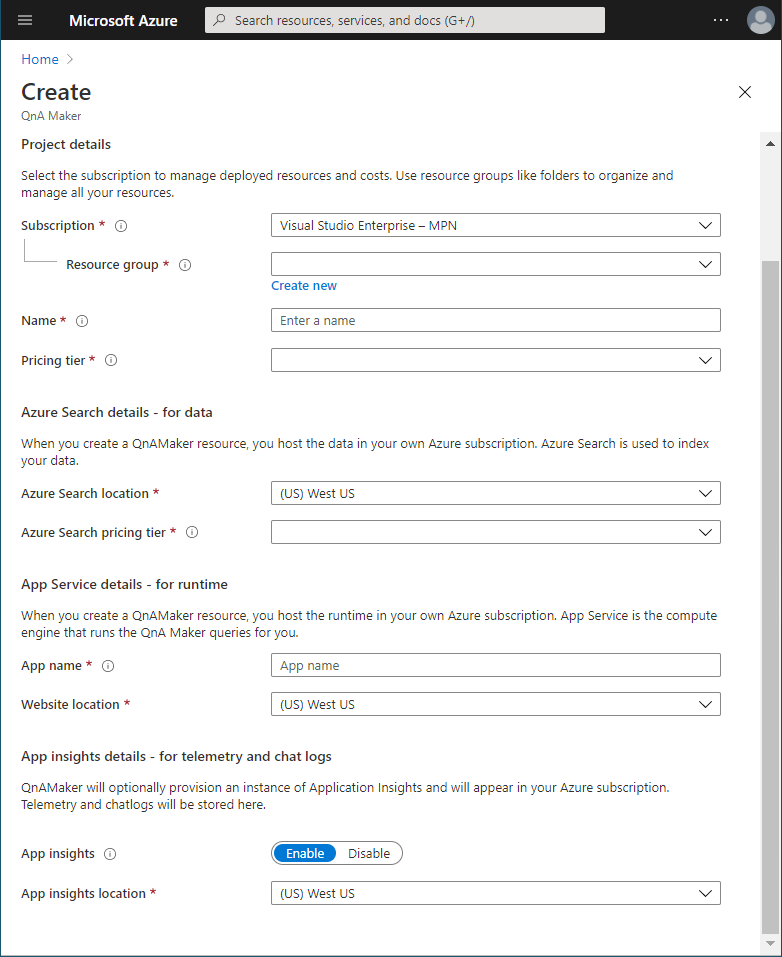 Microsoft Azure
Search resources, services, and docs (G+/)
Home
Create
QnA Maker
Project details
Select the subscription to manage deployed resources and costs. Use resource groups like folders to organize and
manage all your resources.
Subscription *
Visual Studio Enterprise – MPN
Resource group *
Create new
Name *
Enter a name
Pricing tier *
Azure Search details - for data
When you create a QnAMaker resource, you host the data in your own Azure subscription. Azure Search is used to index
your data.
Azure Search location *
(US) West US
Azure Search pricing tier *
App Service details - for runtime
When you create a QnAMaker resource, you host the runtime in your own Azure subscription. App Service is the compute
engine that runs the QnA Maker queries for you.
App name *
App name
Website location *
(US) West US
App insights details - for telemetry and chat logs
QnAMaker will optionally provision an instance of Application Insights and will appear in your Azure subscription.
Telemetry and chatlogs will be stored here.
App insights
Enable
Disable
App insights location *
(US) West US